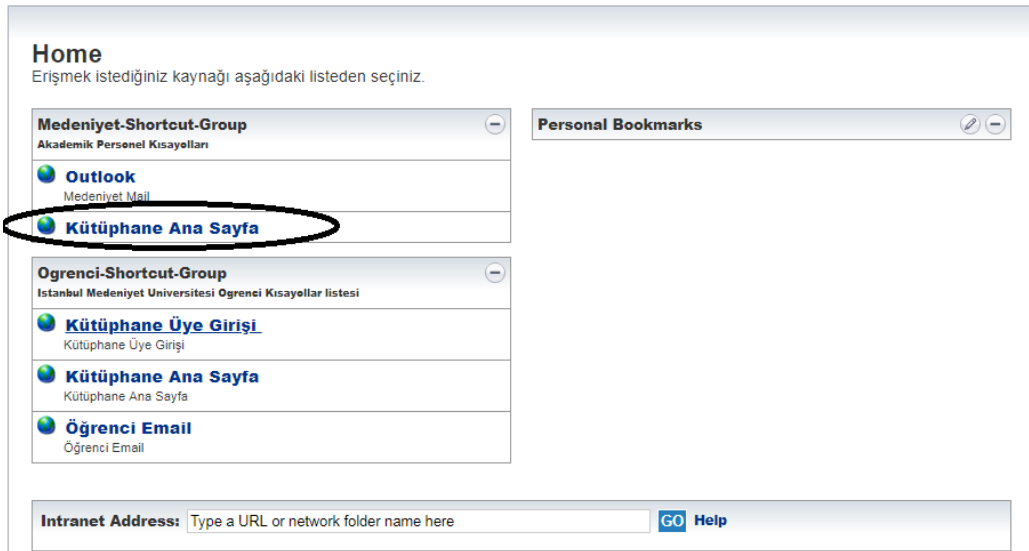 Home
Erişmek istediğiniz kaynağı aşağıdaki listeden seçiniz.
Medeniyet-Shortcut-Group
Akademik Personel Kısayolları
Outlook
Medeniyet Mail
Kütüphane Ana Sayfa
Ogrenci-Shortcut-Group
Istanbul Medeniyet Universitesi Ogrenci Kısayollar listesi
Kütüphane Üye Girişi
Kütüphane Üye Girişi
Kütüphane Ana Sayfa
Kütüphane Ana Sayfa
Öğrenci Email
Öğrenci Email
Personal Bookmarks
Intranet Address: Type a URL or network folder name here GO Help